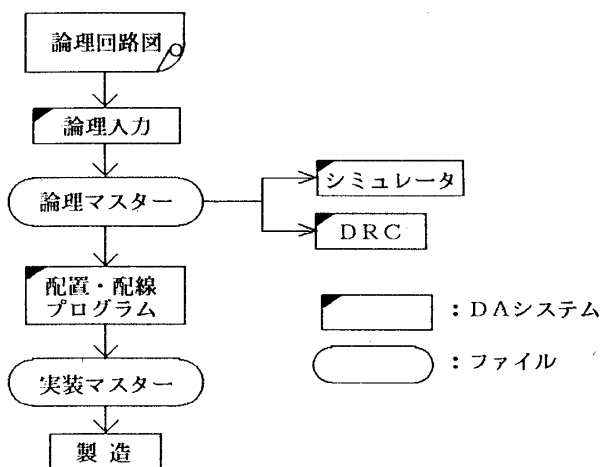 論理回路図
論理入力
論理マスター
シミュレータ
DRC
配置・配線
プログラム
: DAシステム
: ファイル
実装マスター
製造